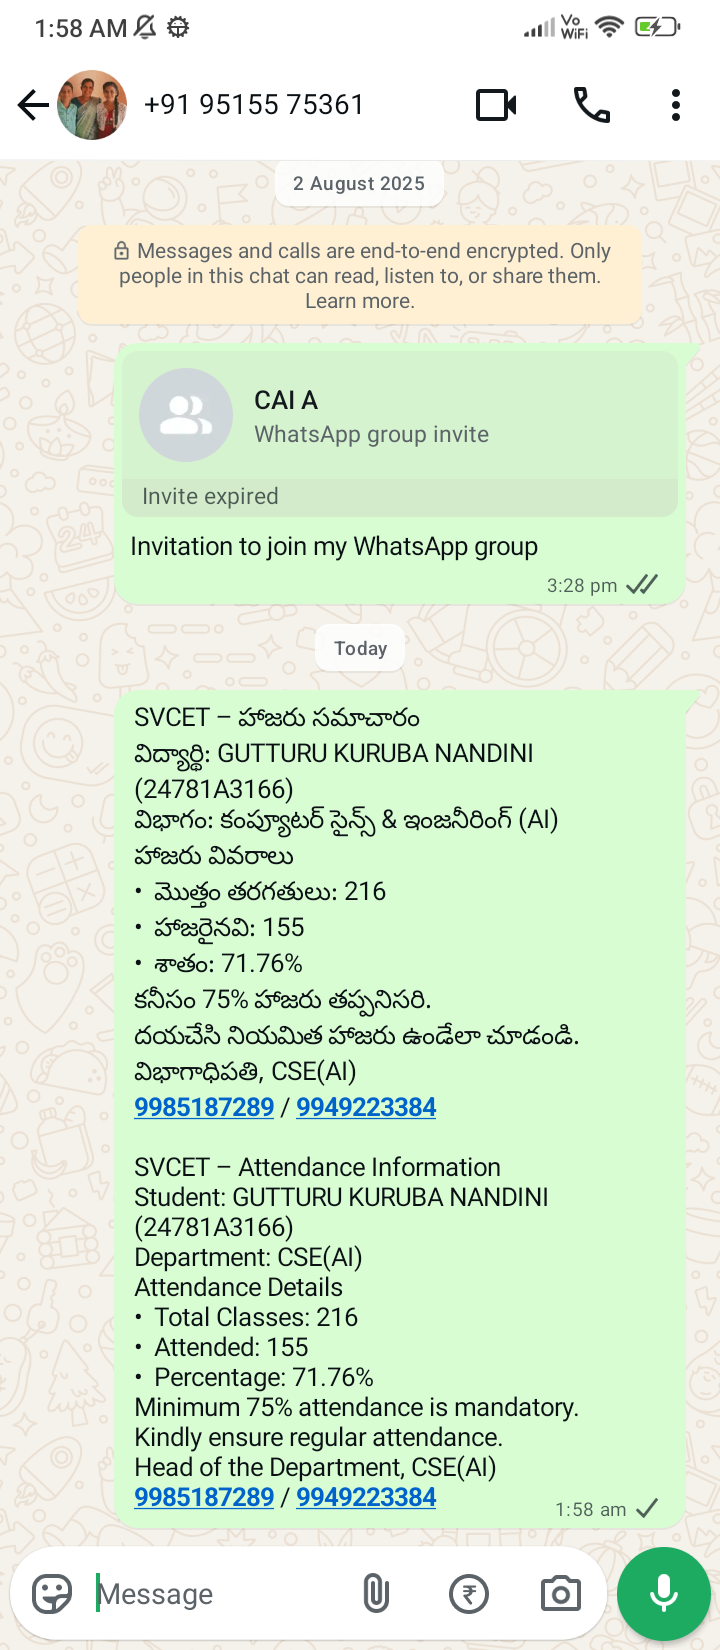 1:58 AM
Vo
WiFi
+91 95155 75361
2 August 2025
Messages and calls are end-to-end encrypted. Only
people in this chat can read, listen to, or share them.
Learn more.
CAI A
WhatsApp group invite
Invite expired
Invitation to join my WhatsApp group
3:28 pm
Today
SVCET – హాజరు సమాచారం
విద్యార్థి: GUTTURU KURUBA NANDINI
(24781A3166)
విభాగం: కంప్యూటర్ సైన్స్ & ఇంజనీరింగ్ (AI)
హాజరు వివరాలు
• మొత్తం తరగతులు: 216
• హాజరైనవి: 155
• శాతం: 71.76%
కనీసం 75% హాజరు తప్పనిసరి.
దయచేసి నియమిత హాజరు ఉండేలా చూడండి.
విభాగాధిపతి, CSE(AI)
9985187289 / 9949223384
SVCET – Attendance Information
Student: GUTTURU KURUBA NANDINI
(24781A3166)
Department: CSE(AI)
Attendance Details
• Total Classes: 216
• Attended: 155
• Percentage: 71.76%
Minimum 75% attendance is mandatory.
Kindly ensure regular attendance.
Head of the Department, CSE(AI)
9985187289 / 9949223384
1:58 am
Message